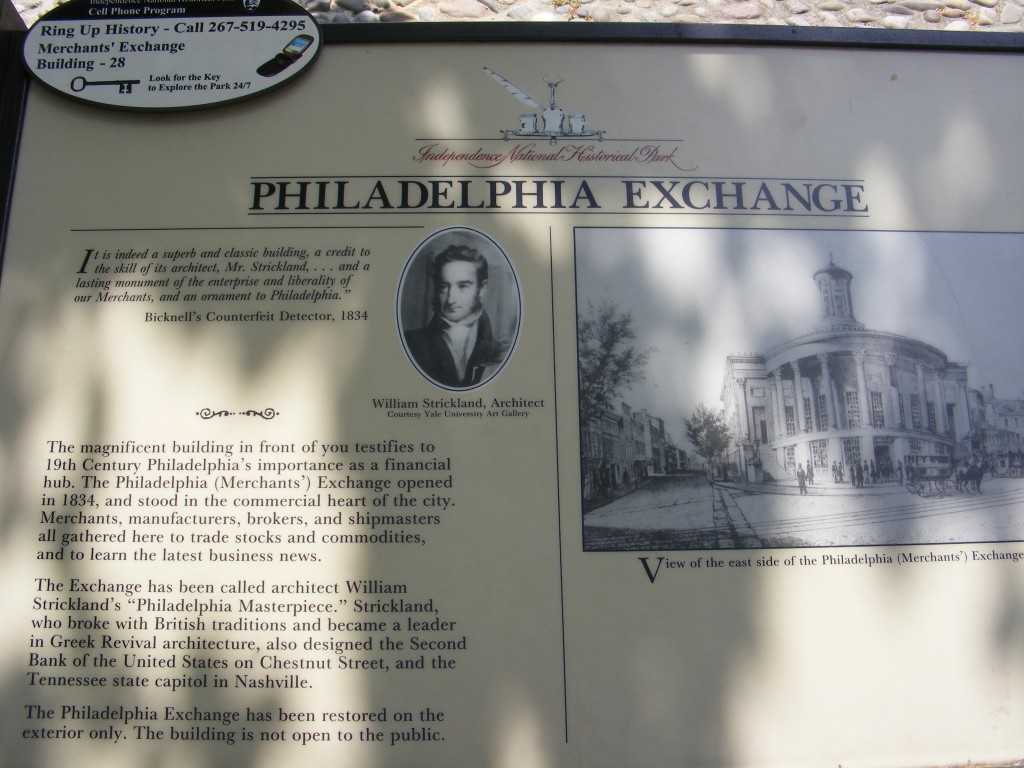 Independence National Historical Park
Cell Phone Program
Ring Up History - Call 267-519-4295
Merchants' Exchange
Building - 28
Look for the Key
to Explore the Park 24/7
Independence National Historical Park
PHILADELPHIA EXCHANGE
It is indeed a superb and classic building, a credit to
the skill of its architect, Mr. Strickland, . . . and a
lasting monument of the enterprise and liberality of
our Merchants, and an ornament to Philadelphia."
Bicknell's Counterfeit Detector, 1834
William Strickland, Architect
Courtesy Yale University Art Gallery
The magnificent building in front of you testifies to
19th Century Philadelphia's importance as a financial
hub. The Philadelphia (Merchants') Exchange opened
in 1834, and stood in the commercial heart of the city.
Merchants, manufacturers, brokers, and shipmasters
all gathered here to trade stocks and commodities,
and to learn the latest business news.
The Exchange has been called architect William
Strickland's "Philadelphia Masterpiece." Strickland,
who broke with British traditions and became a leader
in Greek Revival architecture, also designed the Second
Bank of the United States on Chestnut Street, and the
Tennessee state capitol in Nashville.
The Philadelphia Exchange has been restored on the
exterior only. The building is not open to the public.
View of the east side of the Philadelphia (Merchants') Exchange